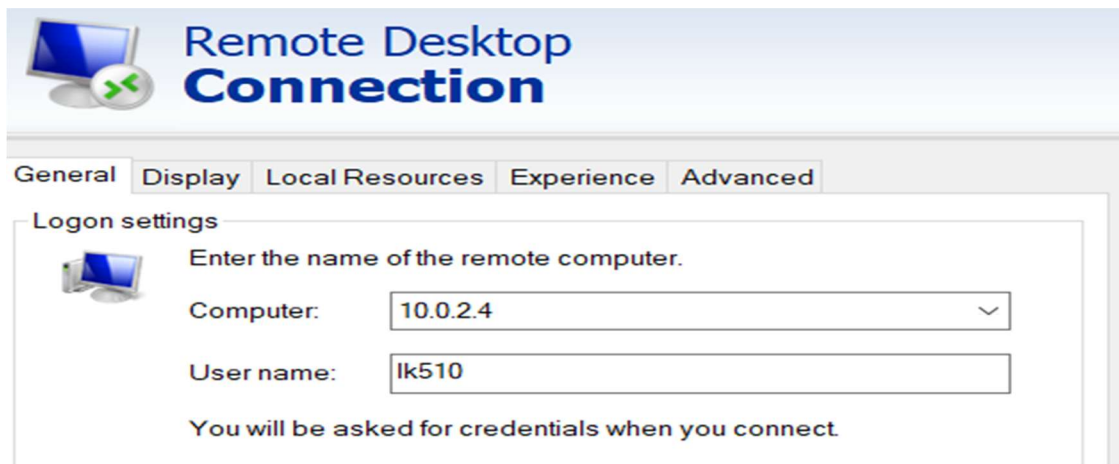 Remote Desktop
Connection
General Display Local Resources Experience Advanced
Logon settings
Enter the name of the remote computer.
Computer: 10.0.2.4
User name: lk510
You will be asked for credentials when you connect.